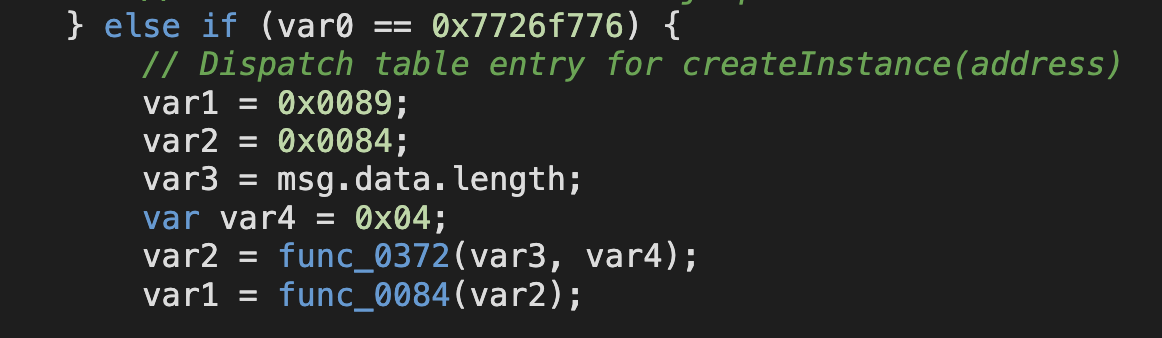 } else if (var0 == 0x7726f776) {
// Dispatch table entry for createInstance(address)
var1 = 0x0089;
var2 = 0x0084;
var3 = msg.data.length;
var var4 = 0x04;
var2 = func_0372(var3, var4);
var1 = func_0084(var2);